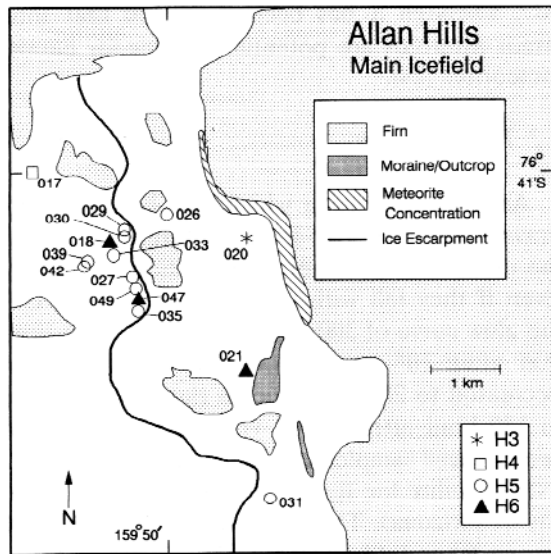 Allan Hills
Main Icefield
Firn
Moraine/Outcrop
Meteorite
Concentration
Ice Escarpment
76°
41'S
017
029
030
026
018
033
020
039
042
027
049
047
035
021
1 km
H3
H4
H5
H6
031
N
159°50'